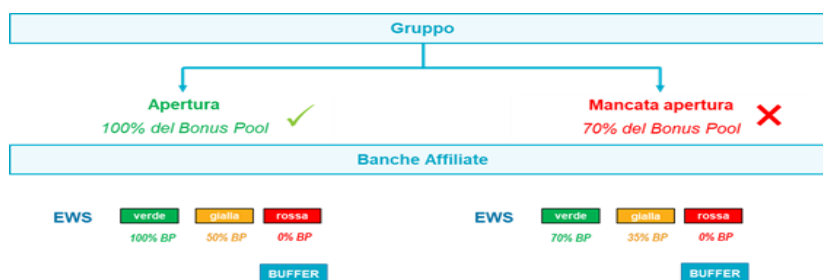 Gruppo
Apertura
100% del Bonus Pool
Mancata apertura
70% del Bonus Pool
Banche Affiliate
EWS verde gialla rossa EWS verde gialla rossa
100% BP 50% BP 0% BP 70% BP 35% BP 0% BP
BUFFER BUFFER